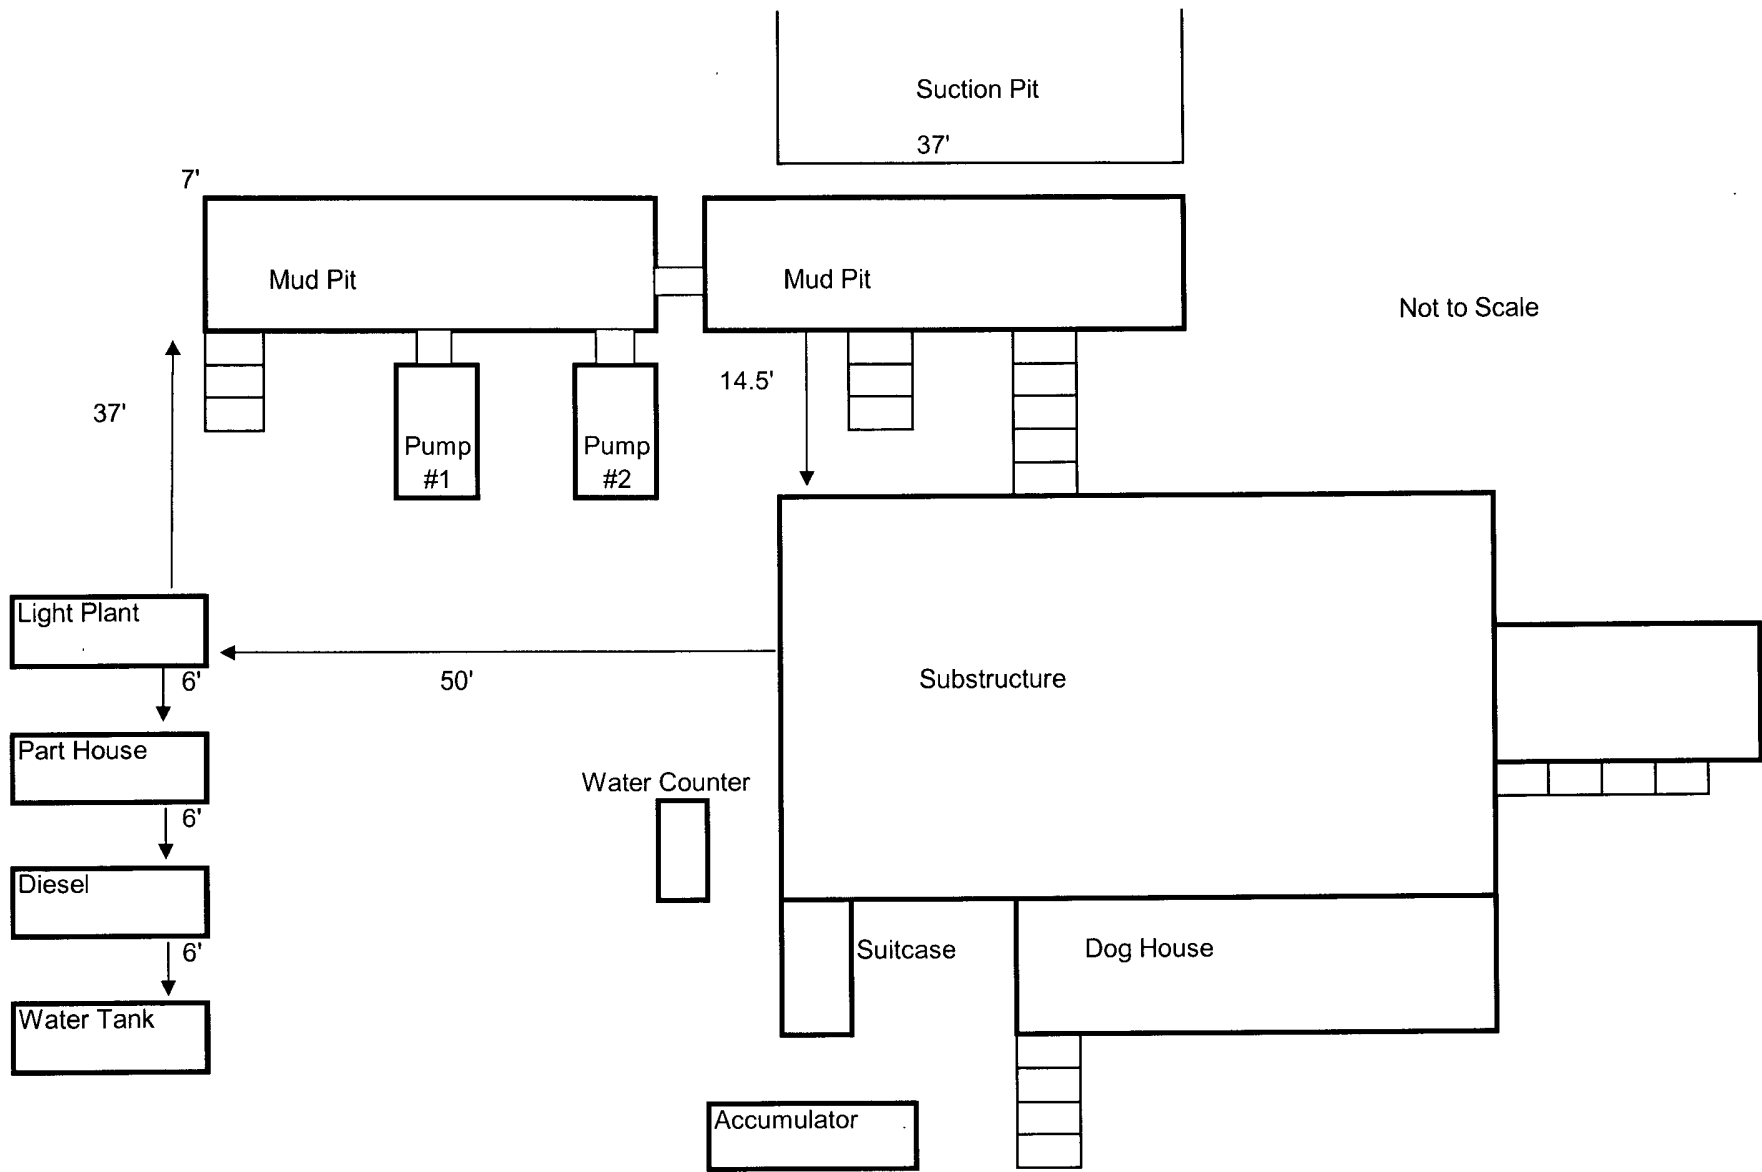 Suction Pit
37'
7'
Mud Pit
Mud Pit
Not to Scale
37'
14.5'
Pump
#1
Pump
#2
Light Plant
6'
50'
Substructure
Part House
Water Counter
6'
Diesel
6'
Suitcase
Dog House
Water Tank
Accumulator